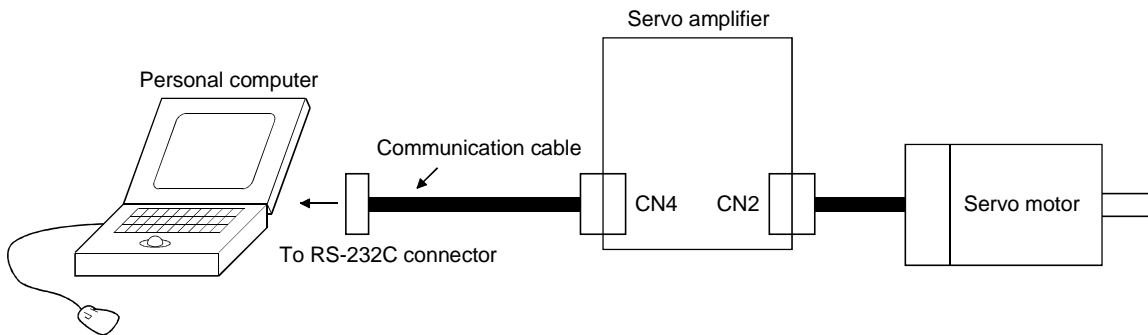 Servo amplifier
Personal computer
Communication cable
CN4
CN2
Servo motor
To RS-232C connector